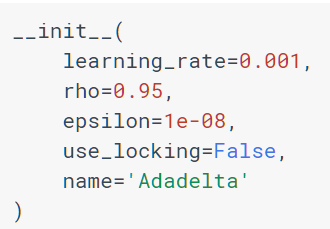 __init__(
    learning_rate=0.001,
    rho=0.95,
    epsilon=1e-08,
    use_locking=False,
    name='Adadelta'
)